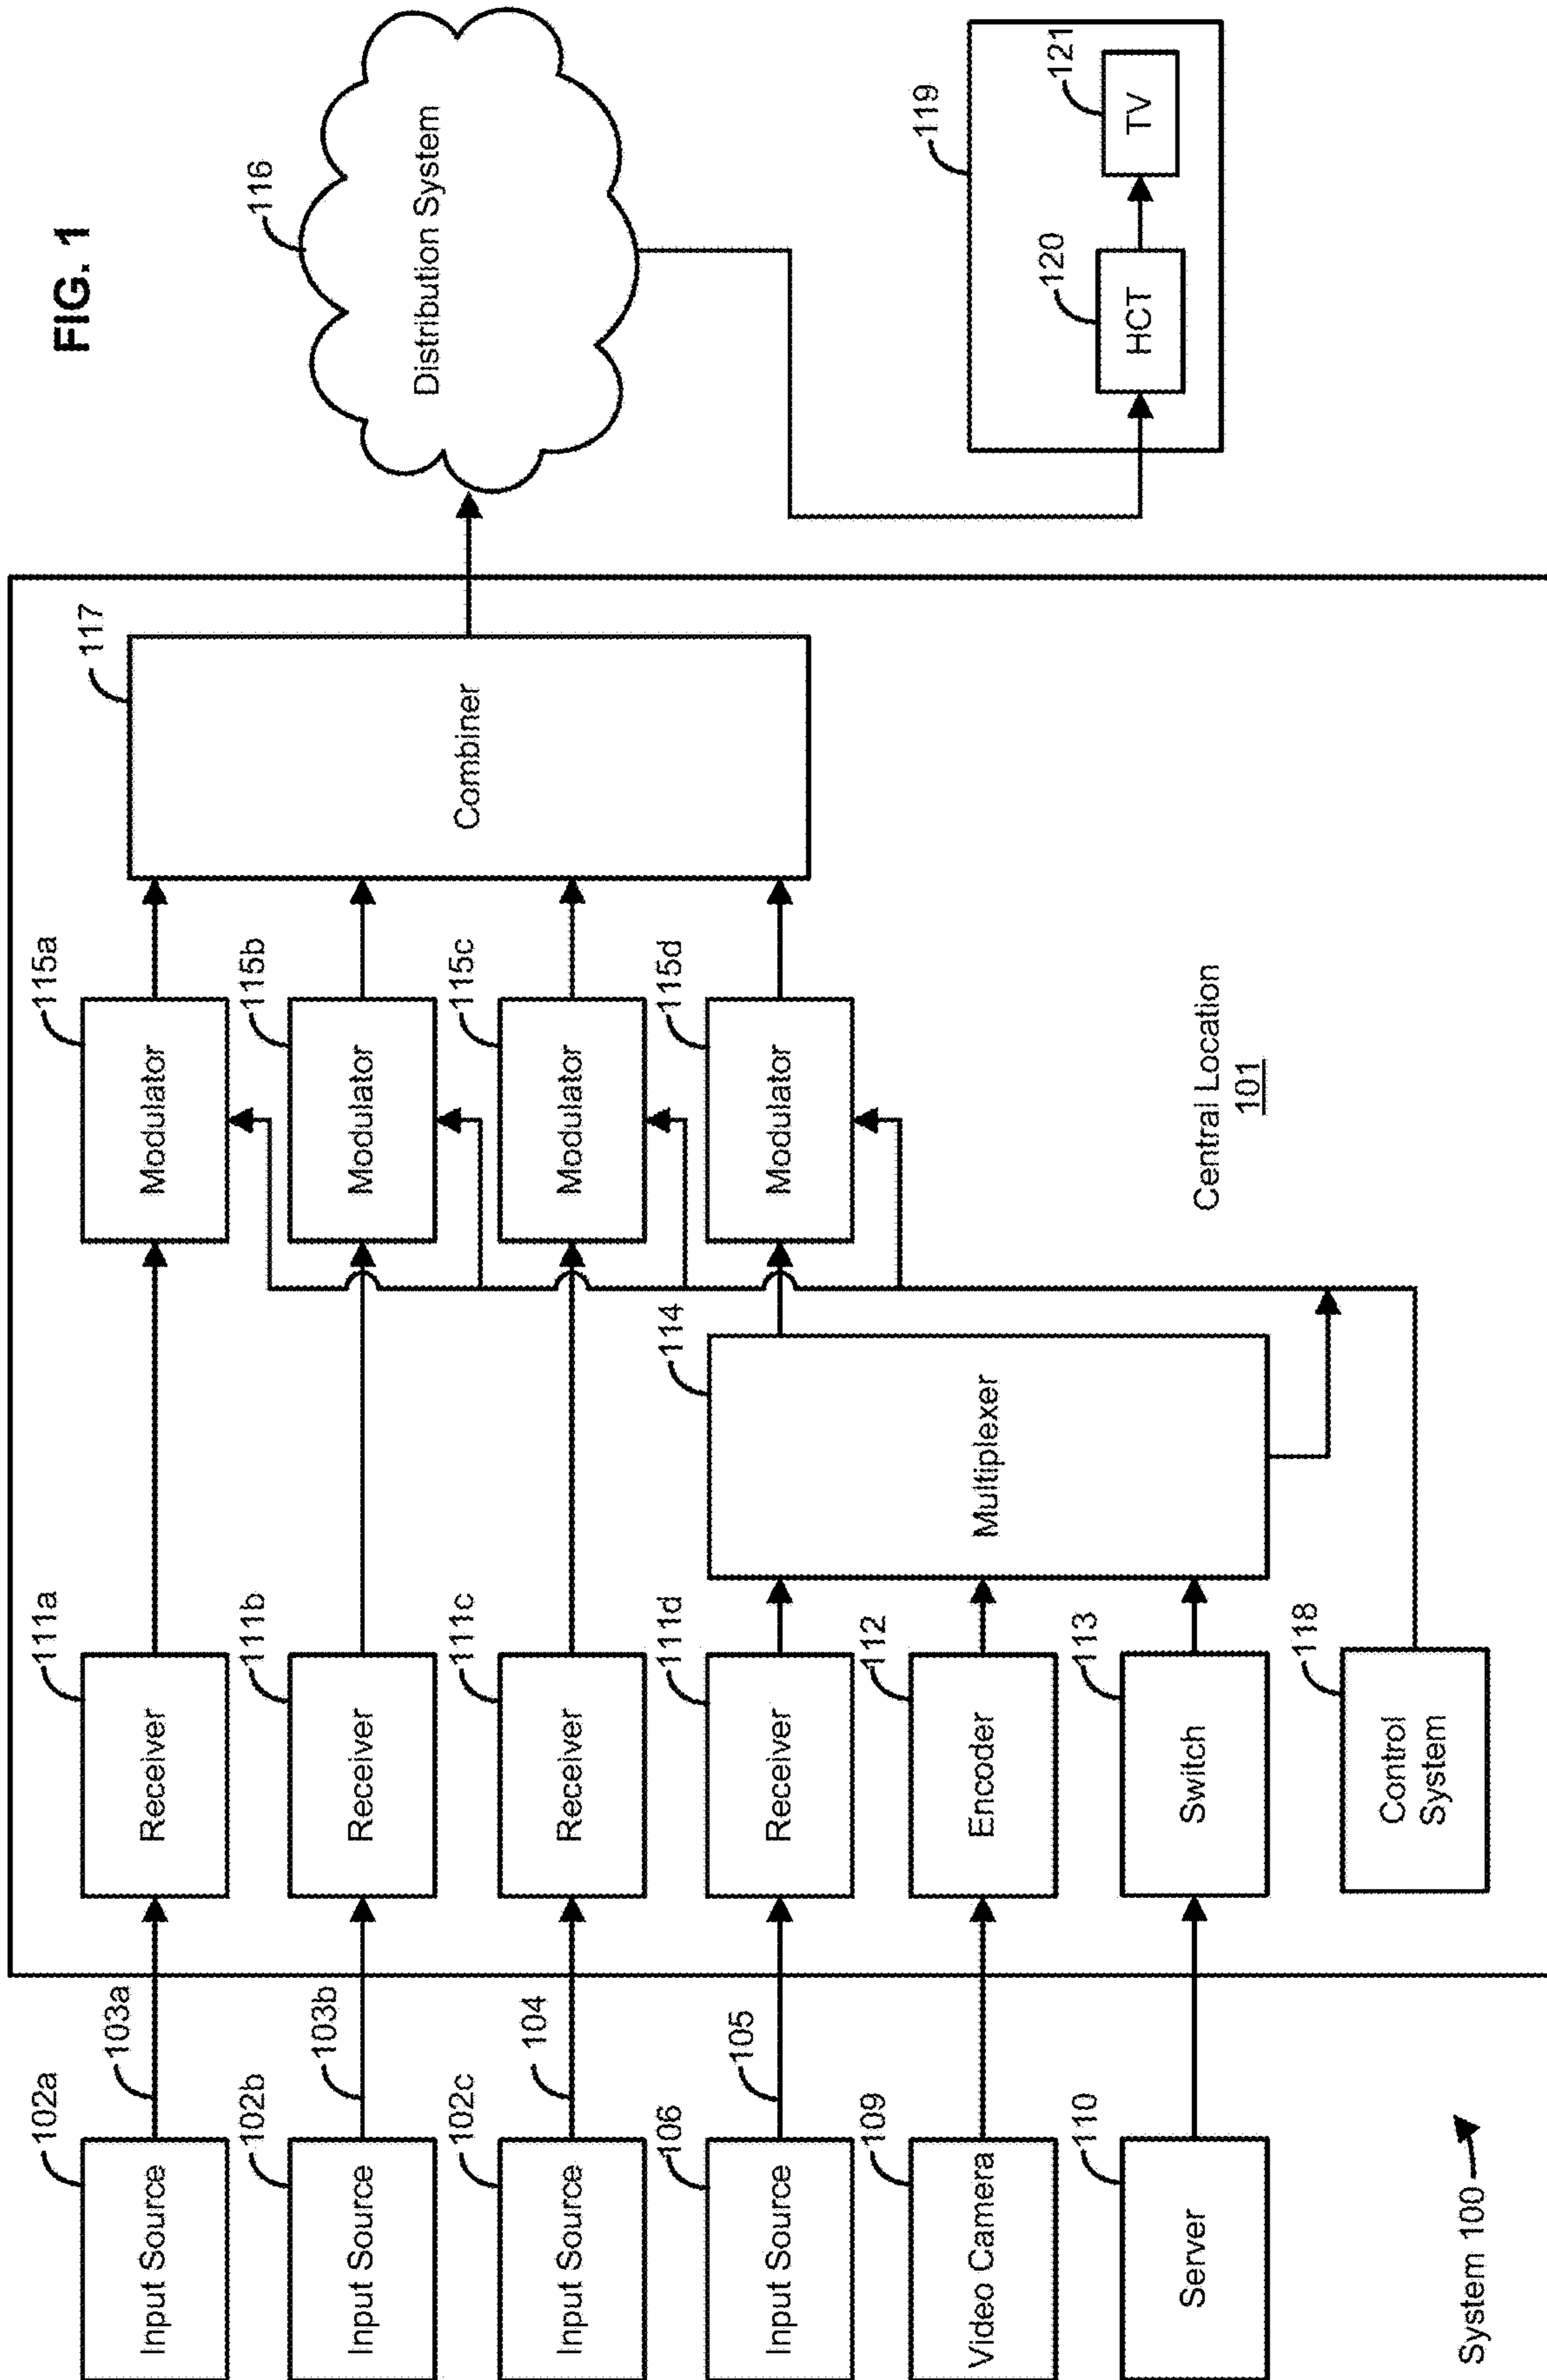 FIG. 1
116
Distribution System
119
120
121
HCT
TV
117
Combiner
115a
Modulator
115b
Modulator
115c
Modulator
115d
Modulator
114
Multiplexer
Central Location
101
111a
Receiver
111b
Receiver
111c
Receiver
111d
Receiver
112
Encoder
113
Switch
118
Control
System
103a
103b
104
105
102a
Input Source
102b
Input Source
102c
Input Source
106
Input Source
109
Video Camera
110
Server
System 100